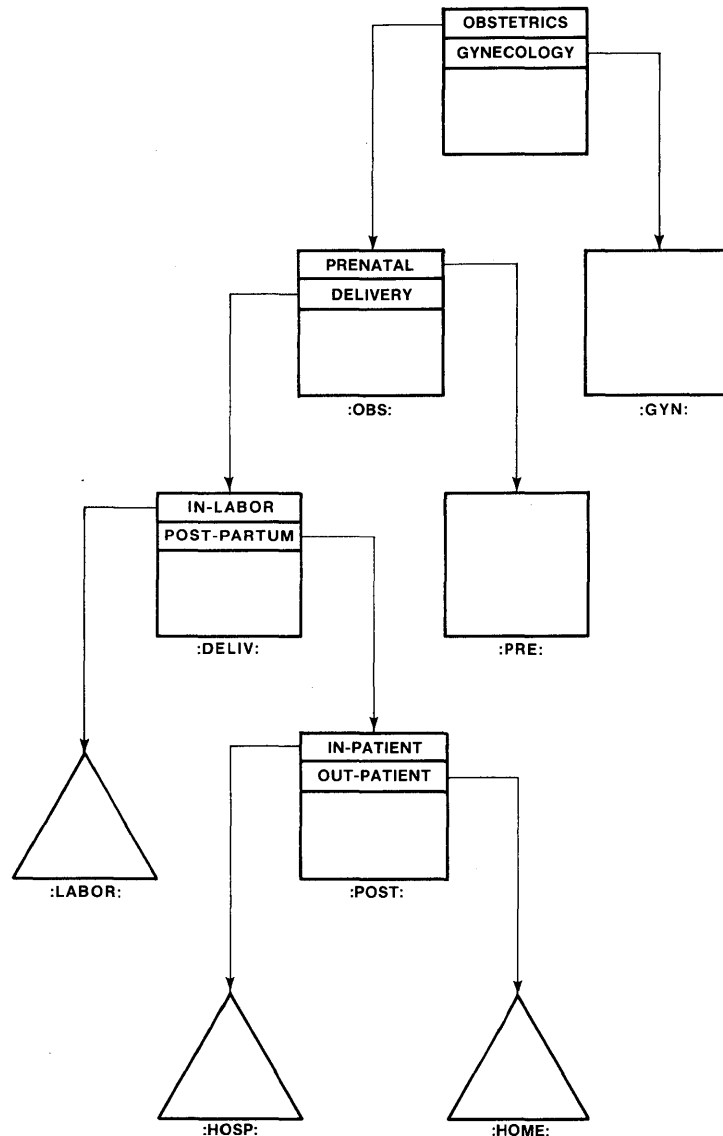 OBSTETRICS
GYNECOLOGY
PRENATAL
DELIVERY
:OBS:
:GYN:
IN-LABOR
POST-PARTUM
:DELIV:
:PRE:
IN-PATIENT
OUT-PATIENT
:LABOR:
:POST:
:HOSP:
:HOME: